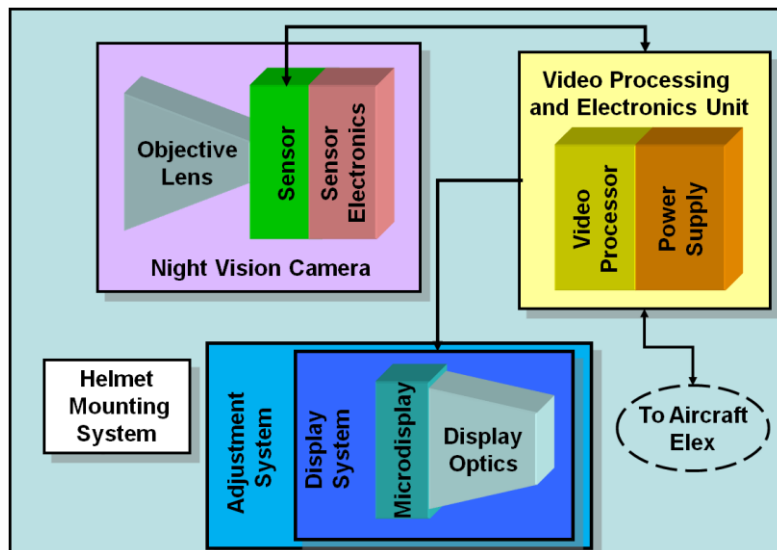 Objective
Lens
Sensor
Sensor
Electronics
Night Vision Camera
Video Processing
and Electronics Unit
Video
Processor
Power
Supply
Helmet
Mounting
System
Adjustment
System
Display
System
Microdisplay
Display
Optics
To Aircraft
Elex